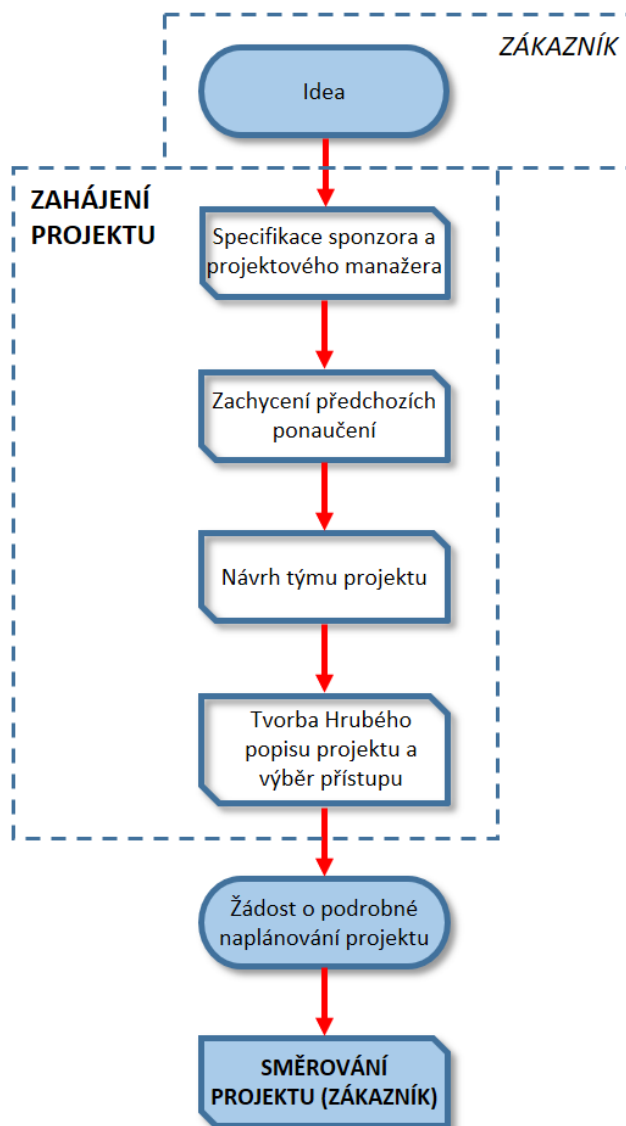 ZÁKAZNÍK
Idea
ZAHÁJENÍ
PROJEKTU
Specifikace sponzora a
projektového manažera
Zachycení předchozích
ponaučení
Návrh týmu projektu
Tvorba Hrubého
popisu projektu a
výběr přístupu
Žádost o podrobné
naplánování projektu
SMĚROVÁNÍ
PROJEKTU (ZÁKAZNÍK)